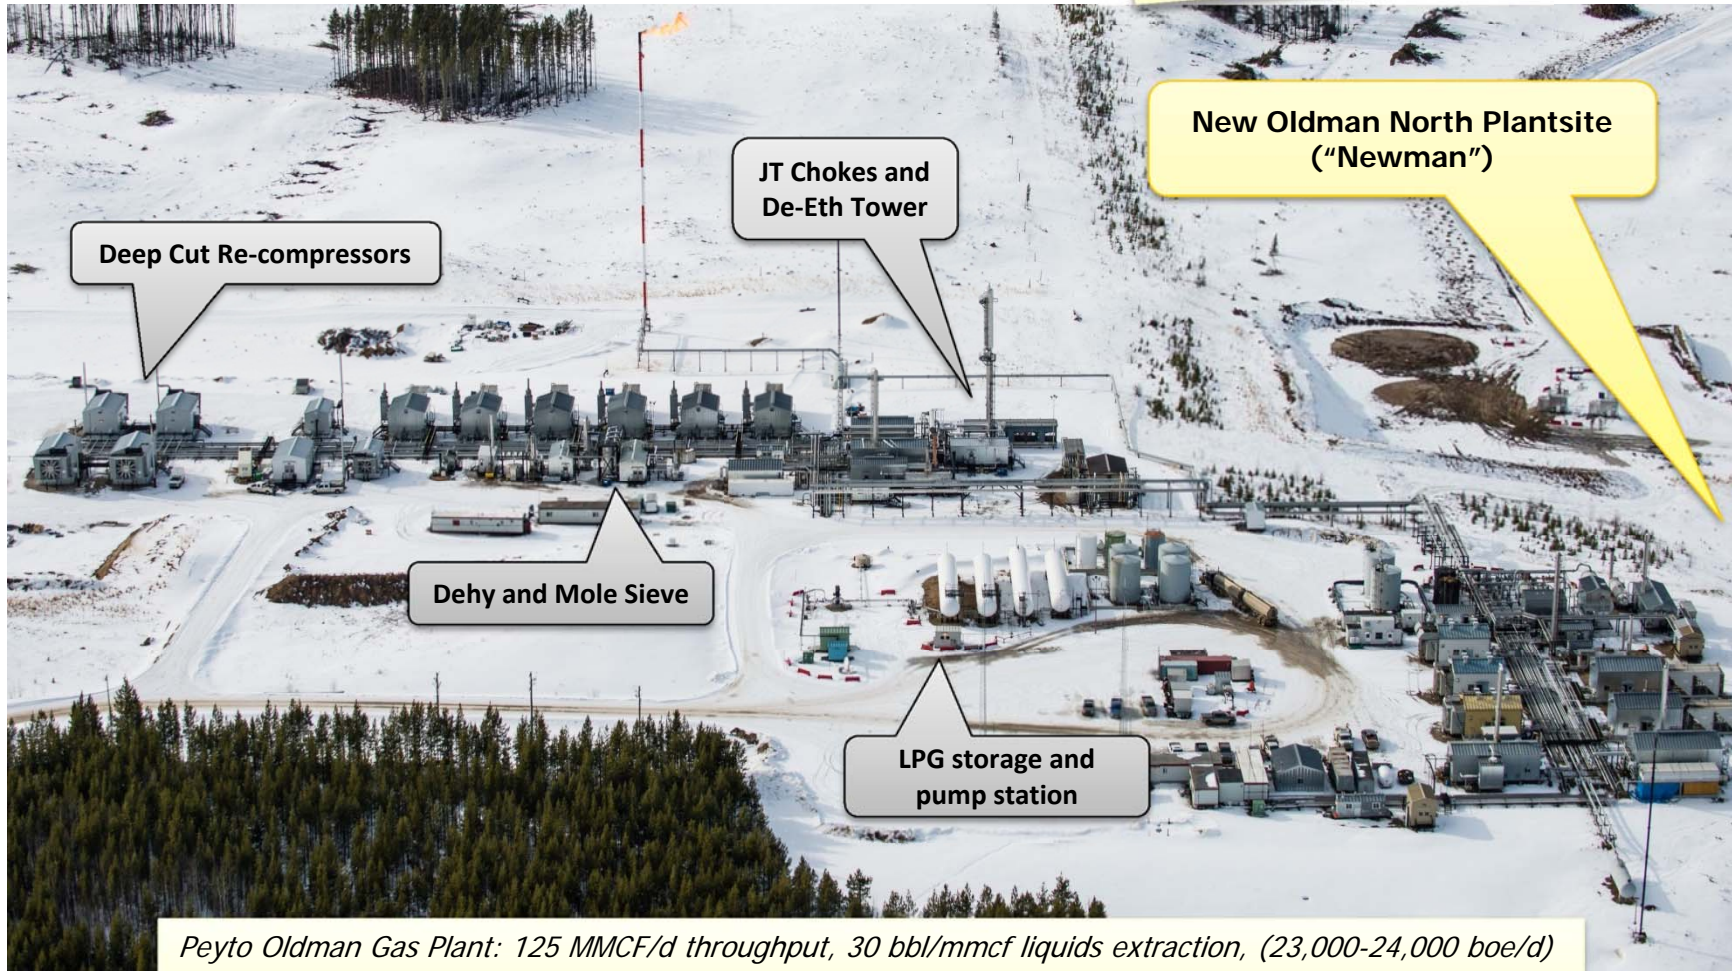 New Oldman North Plantsite
(“Newman”)
JT Chokes and
De-Eth Tower
Deep Cut Re-compressors
Dehy and Mole Sieve
LPG storage and
pump station
Peyto Oldman Gas Plant: 125 MMCF/d throughput, 30 bbl/mmcf liquids extraction, (23,000-24,000 boe/d)